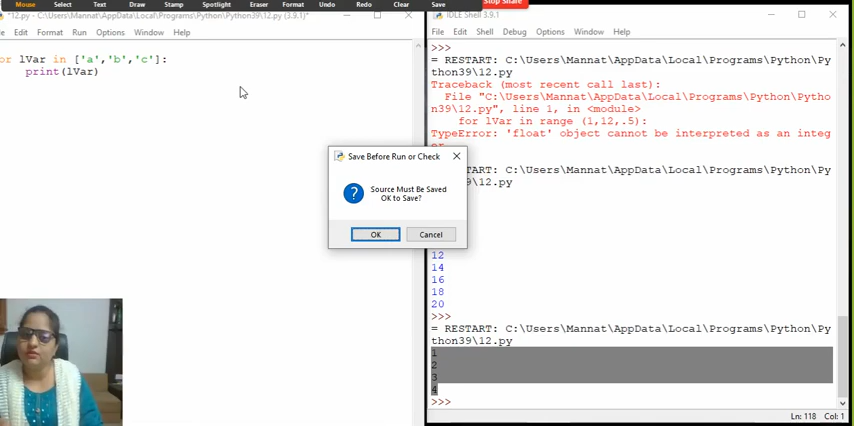 Mouse Select Text Draw Stamp Spotlight Eraser Format Undo Redo Clear Save
Stop Share
*12.py - C:\Users\Mannat\AppData\Local\Programs\Python\Python39\12.py (3.9.1)*
Edit Format Run Options Window Help
or lVar in ['a','b','c']:
print(lVar)
Save Before Run or Check
Source Must Be Saved
OK to Save?
OK Cancel
IDLE Shell 3.9.1
File Edit Shell Debug Options Window Help
>>>
= RESTART: C:\Users\Mannat\AppData\Local\Programs\Python\Py
thon39\12.py
Traceback (most recent call last):
File "C:\Users\Mannat\AppData\Local\Programs\Python\Pytho
n39\12.py", line 1, in <module>
for lVar in range (1,12,.5):
TypeError: 'float' object cannot be interpreted as an integ
er
START: C:\Users\Mannat\AppData\Local\Programs\Python\Py
\12.py
12
14
16
18
20
>>>
= RESTART: C:\Users\Mannat\AppData\Local\Programs\Python\Py
thon39\12.py
1
2
3
4
>>>
Ln: 118 Col: 1